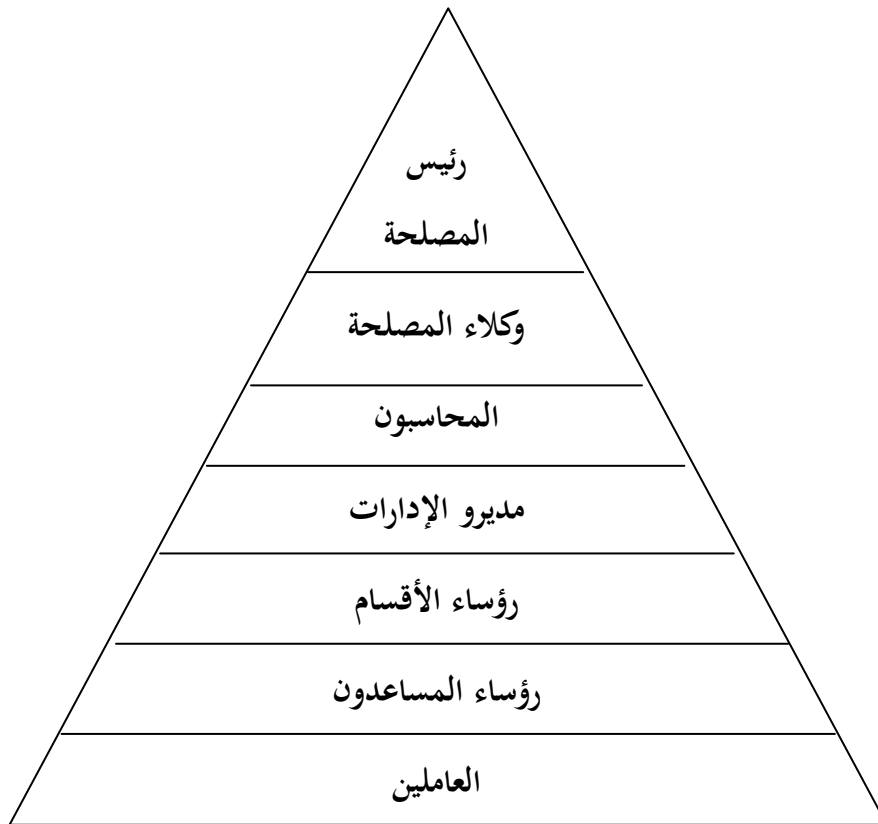 رئيس
المصلحة
وكلاء المصلحة
المحاسبون
مديرو الإدارات
رؤساء الأقسام
رؤساء المساعدون
العاملين